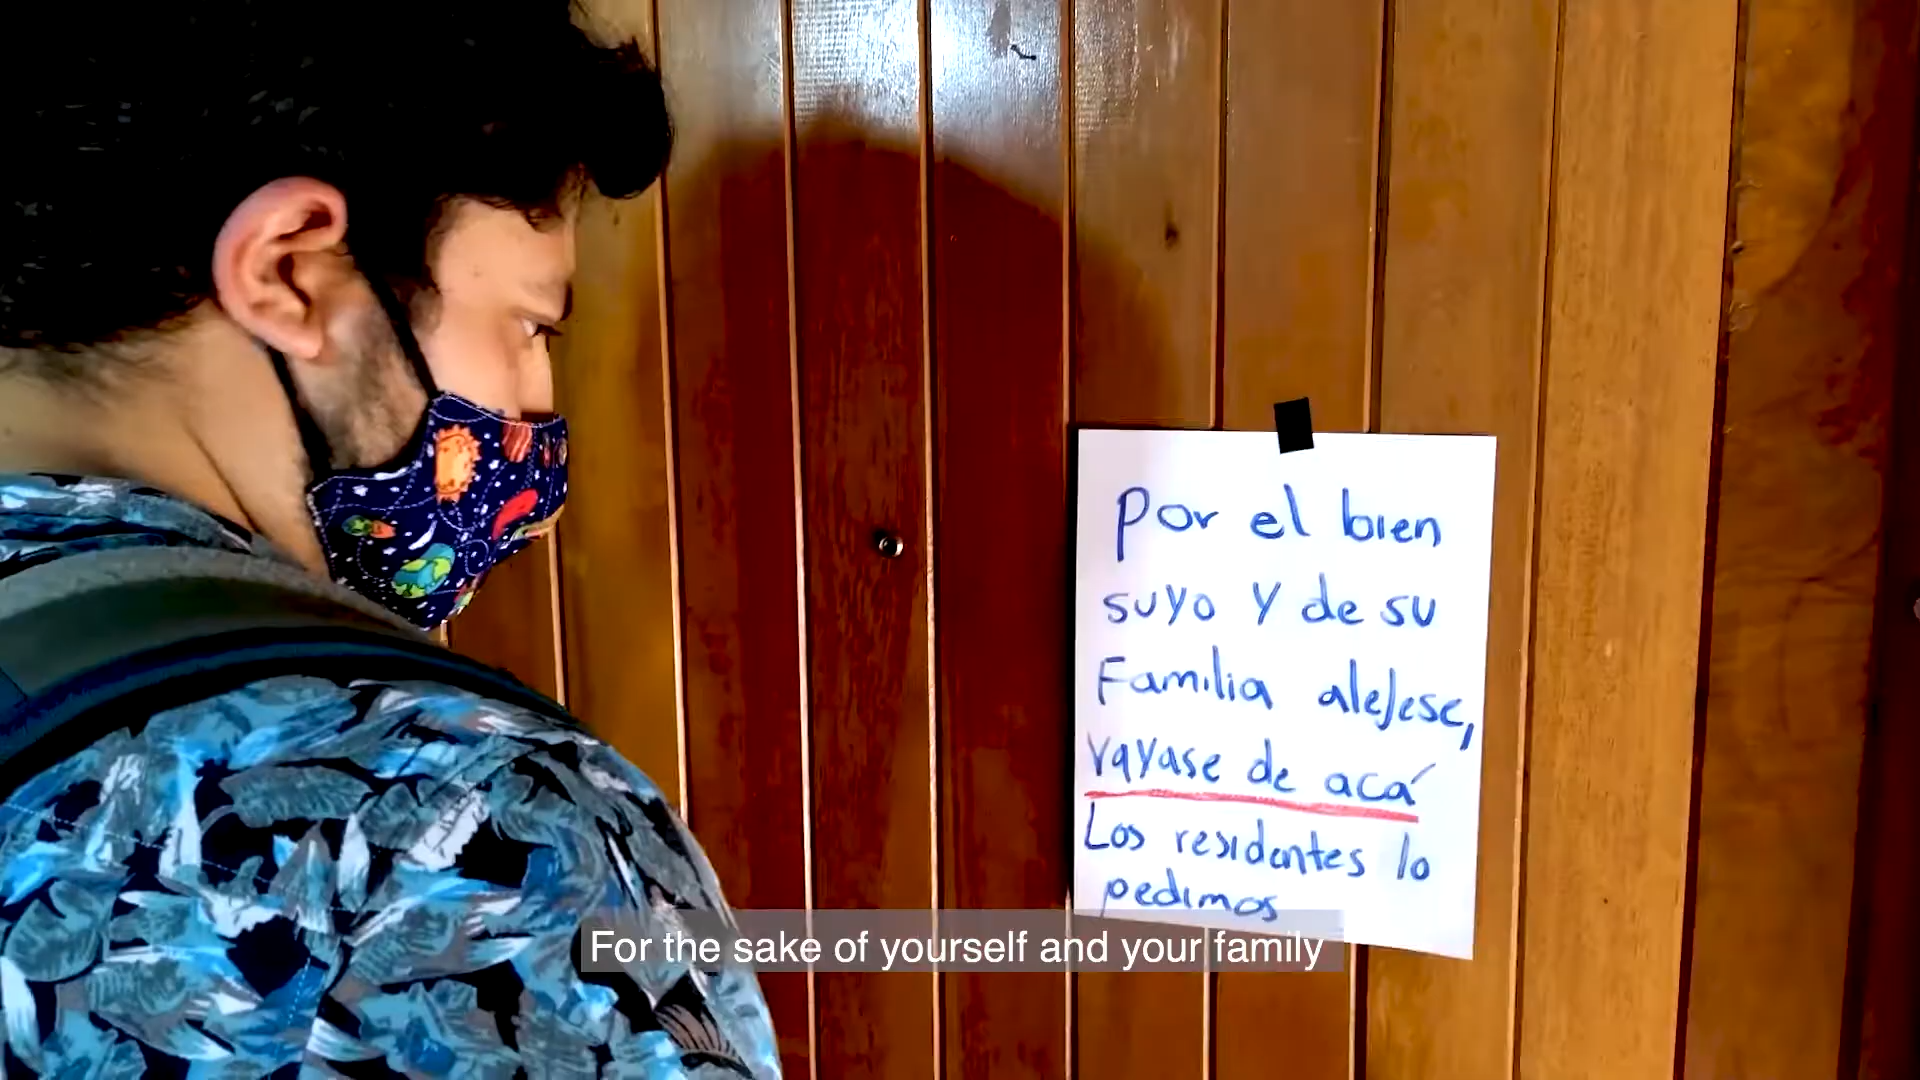 Por el bien
suyo y de su
Familia alejese,
vayase de acá
Los residentes lo
pedimos
For the sake of yourself and your family